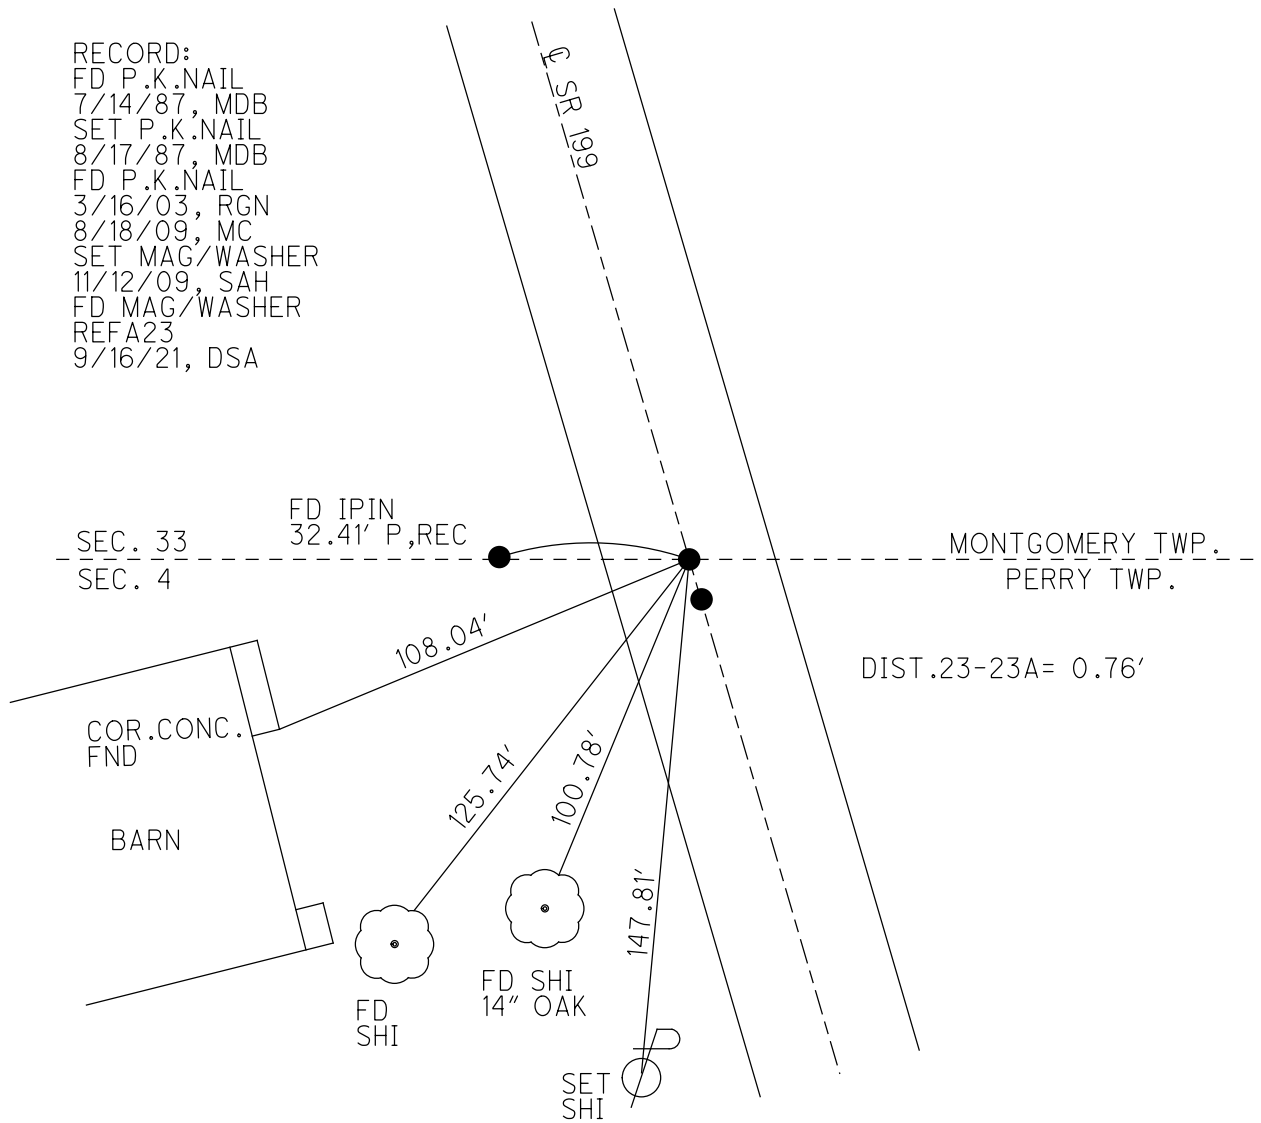 RECORD:
FD P.K.NAIL
7/14/87, MDB
SET P.K.NAIL
8/17/87, MDB
FD P.K.NAIL
3/16/03, RGN
8/18/09, MC
SET MAG/WASHER
11/12/09, SAH
FD MAG/WASHER
REFA23
9/16/21, DSA
℄ SR 199
FD IPIN
32.41' P,REC
SEC. 33
SEC. 4
MONTGOMERY TWP.
PERRY TWP.
DIST.23-23A= 0.76'
108.04'
125.74'
100.78'
147.81'
COR.CONC.
FND
BARN
FD
SHI
FD SHI
14" OAK
SET
SHI